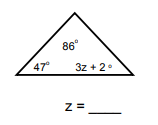 86°
47° 3z + 2 °
z = ____